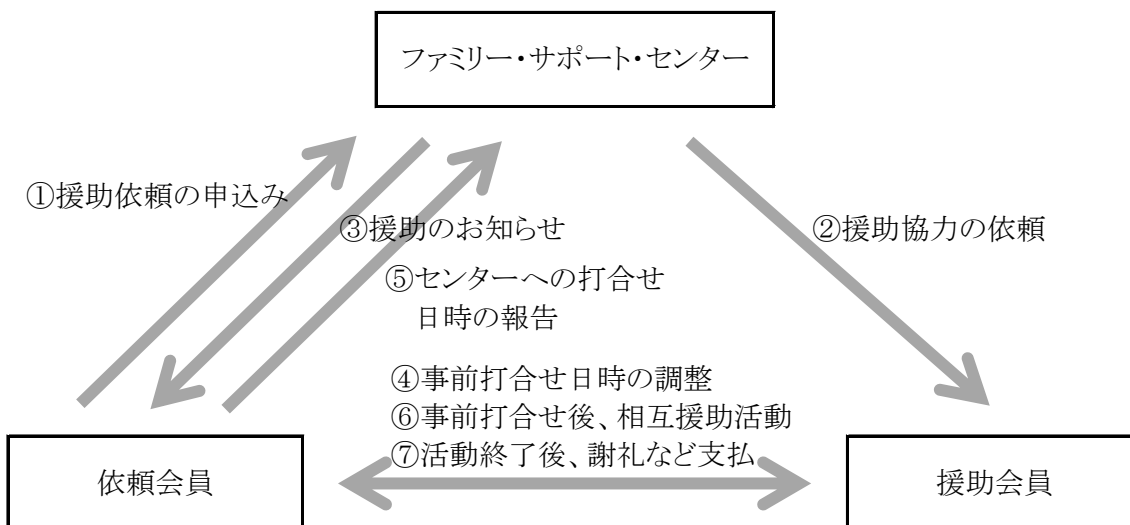 ファミリー・サポート・センター
①援助依頼の申込み
③援助のお知らせ
②援助協力の依頼
⑤センターへの打合せ
日時の報告
④事前打合せ日時の調整
⑥事前打合せ後、相互援助活動
⑦活動終了後、謝礼など支払
依頼会員
援助会員